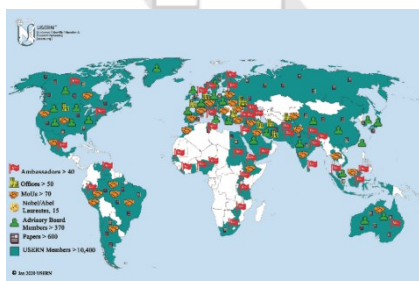 USERN
Ambassadors > 40
Offices > 50
MoUs > 70
Nobel/Abel
Laureates, 15
Advisory Board
Members > 370
Papers > 600
USERN Members > 10,400
© Jan 2020 USERN